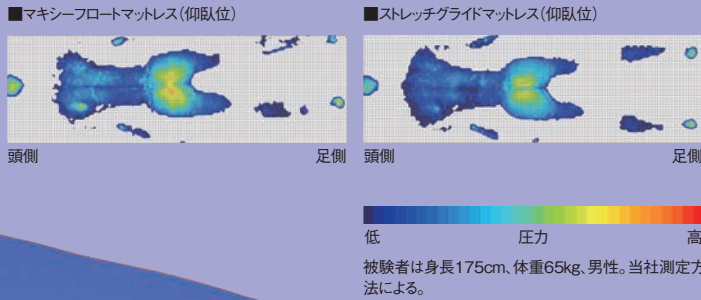 ■マキシーフロートマットレス(仰臥位)
■ストレッチグライドマットレス(仰臥位)
頭側 足側
頭側 足側
低 圧力 高
被験者は身長175cm、体重65kg、男性。当社測定方
法による。